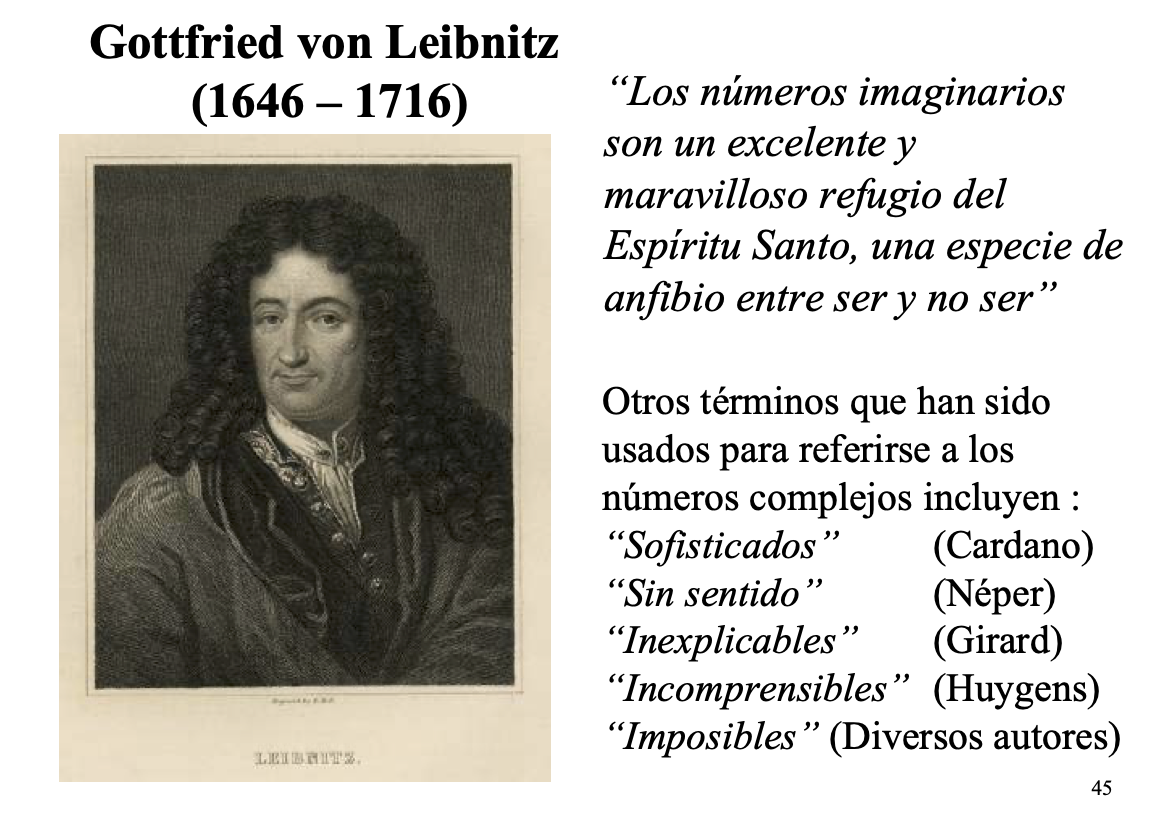 Gottfried von Leibnitz
(1646 – 1716)
“Los números imaginarios
son un excelente y
maravilloso refugio del
Espíritu Santo, una especie de
anfibio entre ser y no ser”
Otros términos que han sido
usados para referirse a los
números complejos incluyen :
“Sofisticados” (Cardano)
“Sin sentido” (Néper)
“Inexplicables” (Girard)
“Incomprensibles” (Huygens)
“Imposibles” (Diversos autores)
LEIBNITZ.
45